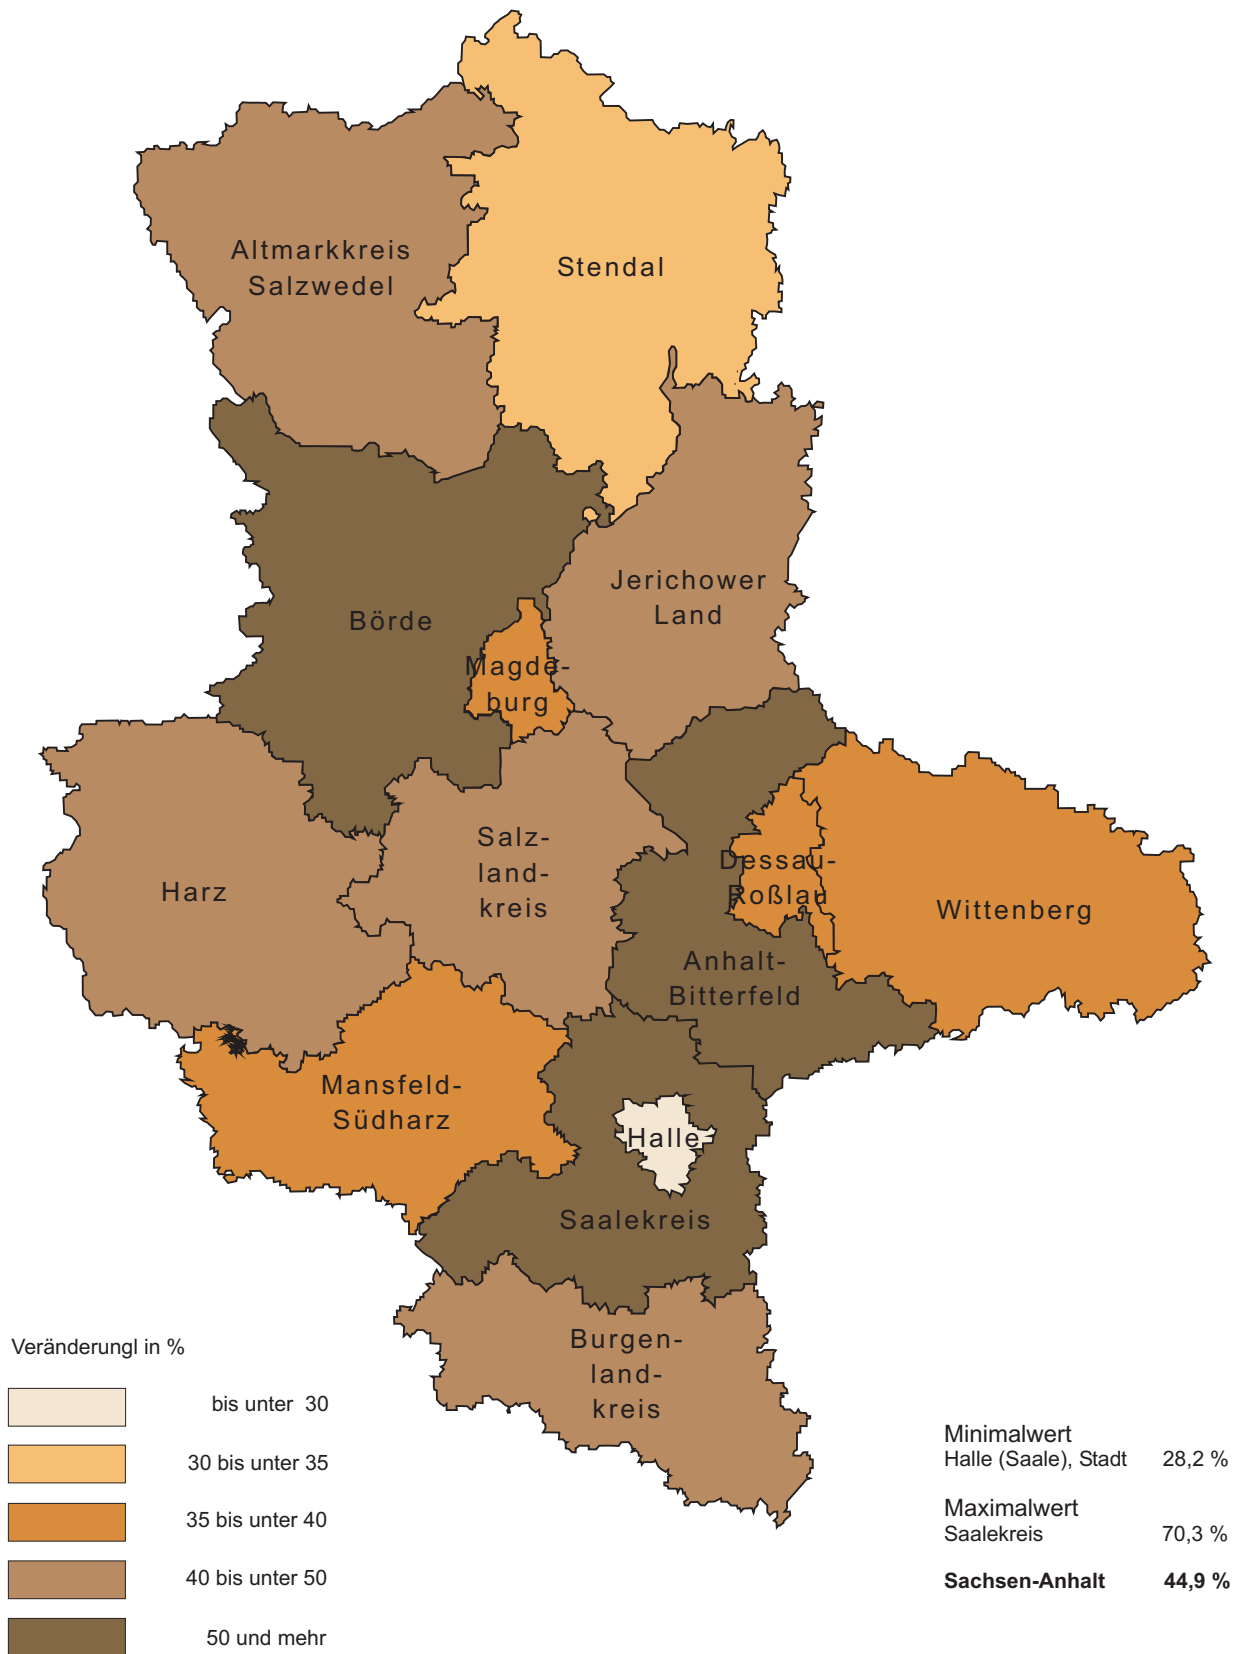 Altmarkkreis
Salzwedel
Stendal
Jerichower
Land
Börde
Magde-
burg
Salz-
land-
kreis
Harz
Dessau-
Roßlau
Wittenberg
Anhalt-
Bitterfeld
Mansfeld-
Südharz
Halle
Saalekreis
Burgen-
land-
kreis
Veränderungl in %
bis unter 30
30 bis unter 35
35 bis unter 40
40 bis unter 50
50 und mehr
Minimalwert
Halle (Saale), Stadt 28,2 %
Maximalwert
Saalekreis 70,3 %
Sachsen-Anhalt 44,9 %